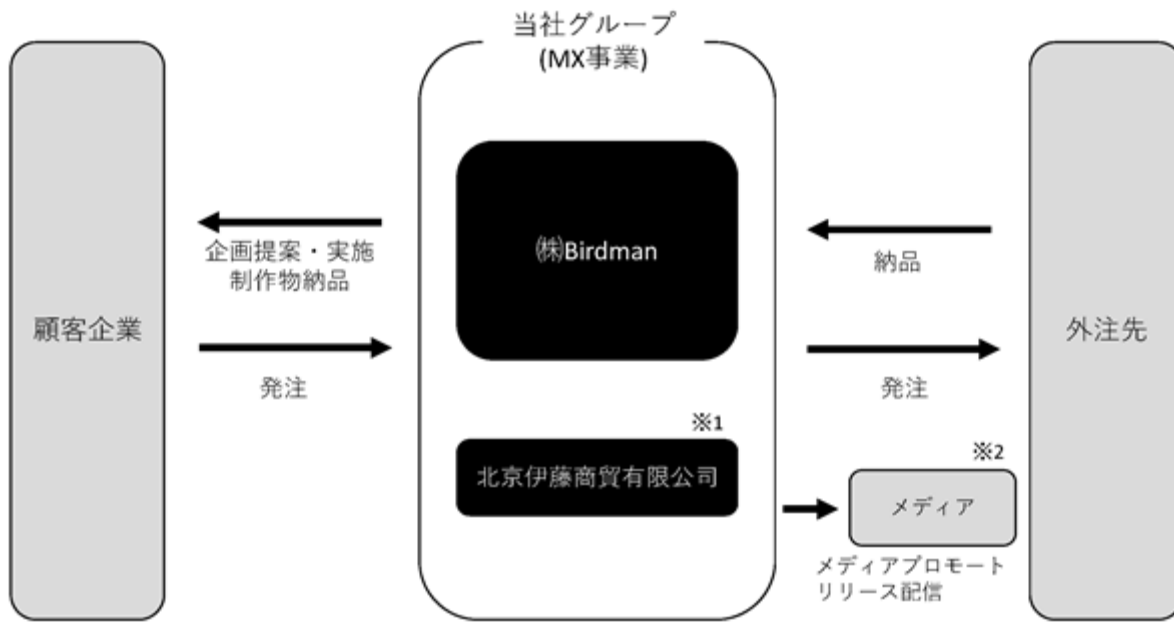 当社グループ
(MX事業)
顧客企業
企画提案・実施
制作物納品
発注
㈱Birdman
※1
北京伊藤商貿有限公司
納品
発注
※2
メディア
メディアプロモート
リリース配信
外注先